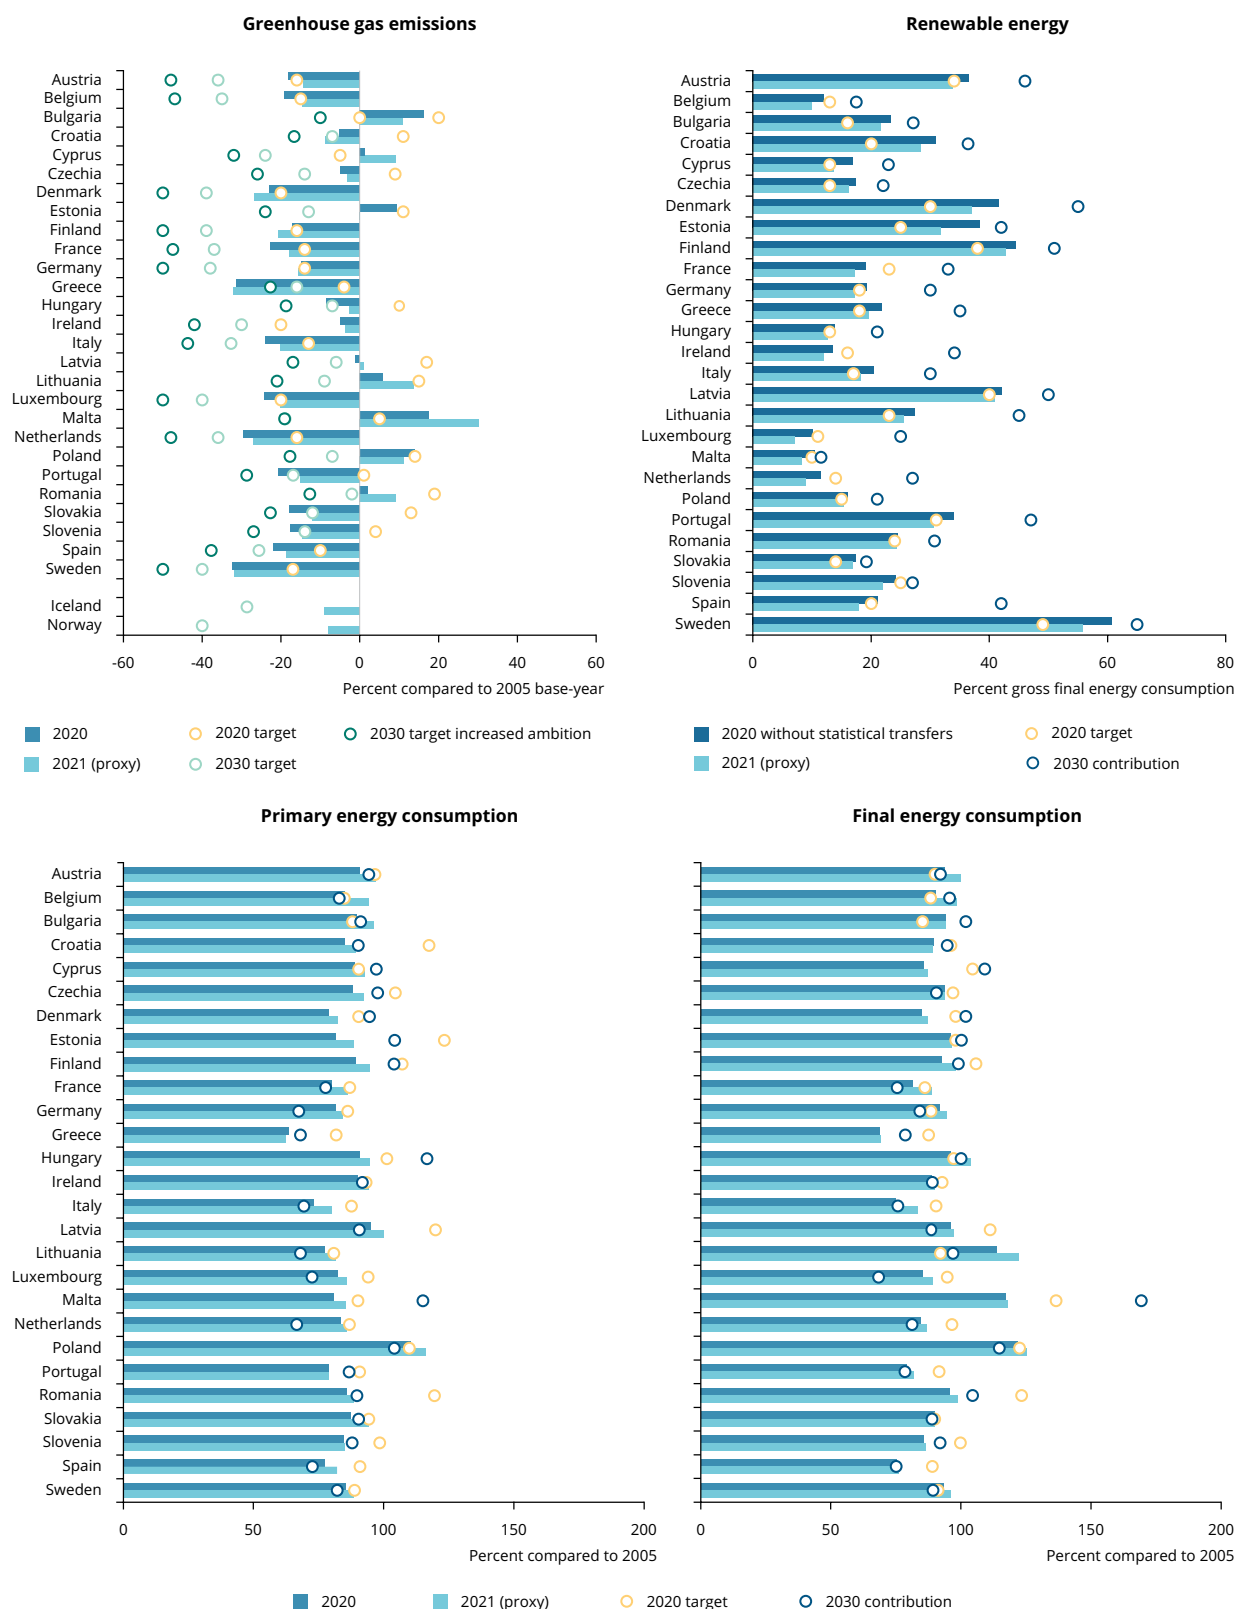 Greenhouse gas emissions
Austria
Belgium
Bulgaria
Croatia
Cyprus
Czechia
Denmark
Estonia
Finland
France
Germany
Greece
Hungary
Ireland
Italy
Latvia
Lithuania
Luxembourg
Malta
Netherlands
Poland
Portugal
Romania
Slovakia
Slovenia
Spain
Sweden
Iceland
Norway
-60 -40 -20 0 20 40 60
Percent compared to 2005 base-year
2020
2020 target
2030 target increased ambition
2021 (proxy)
2030 target
Renewable energy
Austria
Belgium
Bulgaria
Croatia
Cyprus
Czechia
Denmark
Estonia
Finland
France
Germany
Greece
Hungary
Ireland
Italy
Latvia
Lithuania
Luxembourg
Malta
Netherlands
Poland
Portugal
Romania
Slovakia
Slovenia
Spain
Sweden
0 20 40 60 80
Percent gross final energy consumption
2020 without statistical transfers
2020 target
2021 (proxy)
2030 contribution
Primary energy consumption
Austria
Belgium
Bulgaria
Croatia
Cyprus
Czechia
Denmark
Estonia
Finland
France
Germany
Greece
Hungary
Ireland
Italy
Latvia
Lithuania
Luxembourg
Malta
Netherlands
Poland
Portugal
Romania
Slovakia
Slovenia
Spain
Sweden
0 50 100 150 200
Percent compared to 2005
Final energy consumption
0 50 100 150 200
Percent compared to 2005
2020
2021 (proxy)
2020 target
2030 contribution